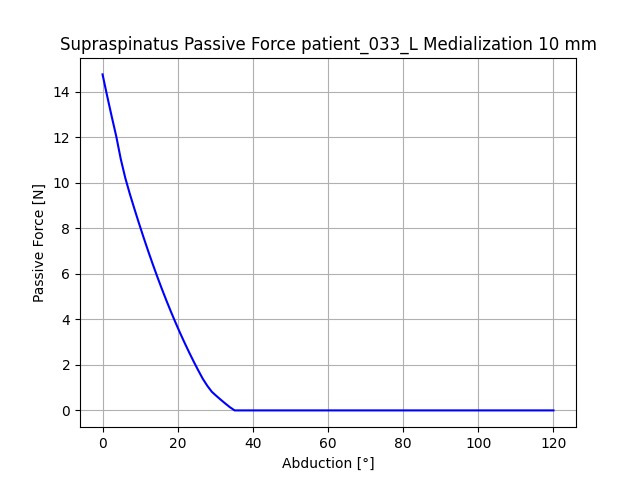 Supraspinatus Passive Force patient_033_L Medialization 10 mm
Passive Force [N]
14
12
10
8
6
4
2
0
0 20 40 60 80 100 120
Abduction [°]